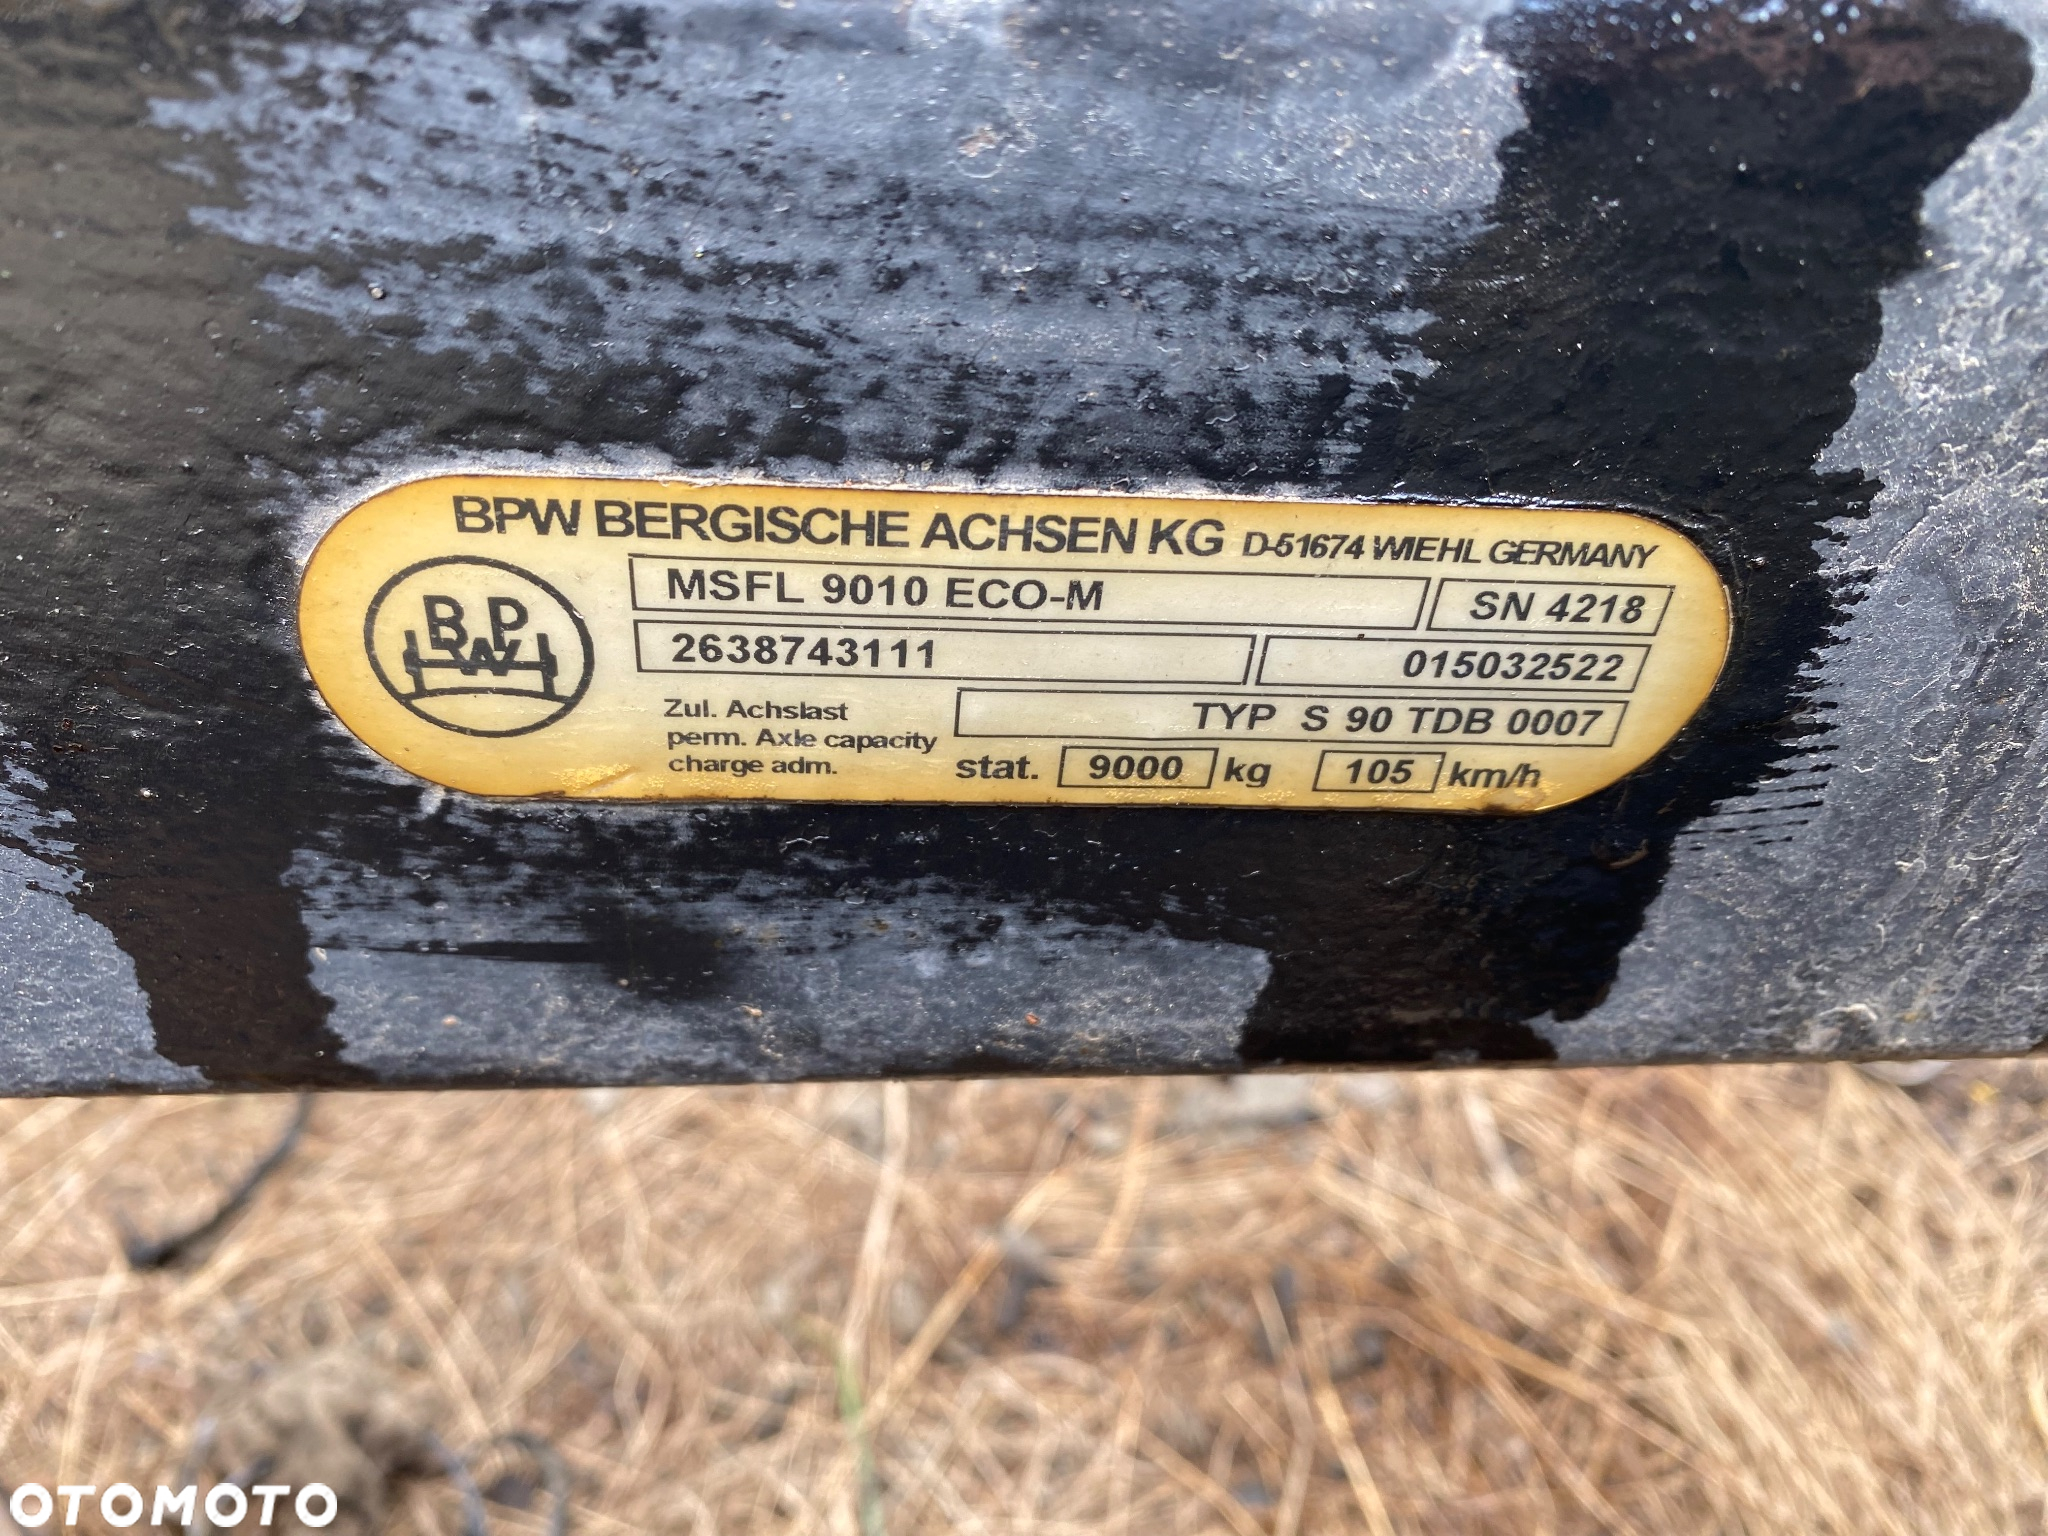 BPW BERGISCHE ACHSEN KG D-51674 WIEHL GERMANY
BPW
MSFL 9010 ECO-M SN 4218
2638743111 015032522
Zul. Achslast TYP S 90 TDB 0007
perm. Axle capacity
charge adm. stat. 9000 kg 105 km/h
OTOMOTO